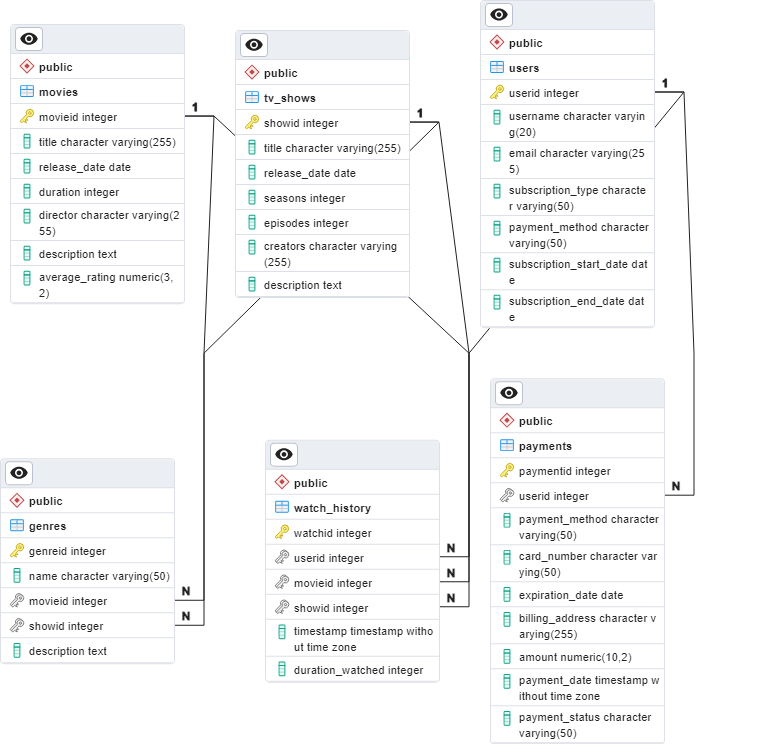 public
movies
movieid integer
title character varying(255)
release_date date
duration integer
director character varying(2
55)
description text
average_rating numeric(3,
2)
1
public
tv_shows
showid integer
title character varying(255)
release_date date
seasons integer
episodes integer
creators character varying
(255)
description text
1
public
users
userid integer
username character varyin
g(20)
email character varying(25
5)
subscription_type characte
r varying(50)
payment_method character
varying(50)
subscription_start_date dat
e
subscription_end_date dat
e
1
public
genres
genreid integer
name character varying(50)
movieid integer
showid integer
description text
N
N
public
watch_history
watchid integer
userid integer
movieid integer
showid integer
timestamp timestamp witho
ut time zone
duration_watched integer
N
N
N
public
payments
paymentid integer
userid integer
payment_method character
varying(50)
card_number character var
ying(50)
expiration_date date
billing_address character v
arying(255)
amount numeric(10,2)
payment_date timestamp w
ithout time zone
payment_status character
varying(50)
N